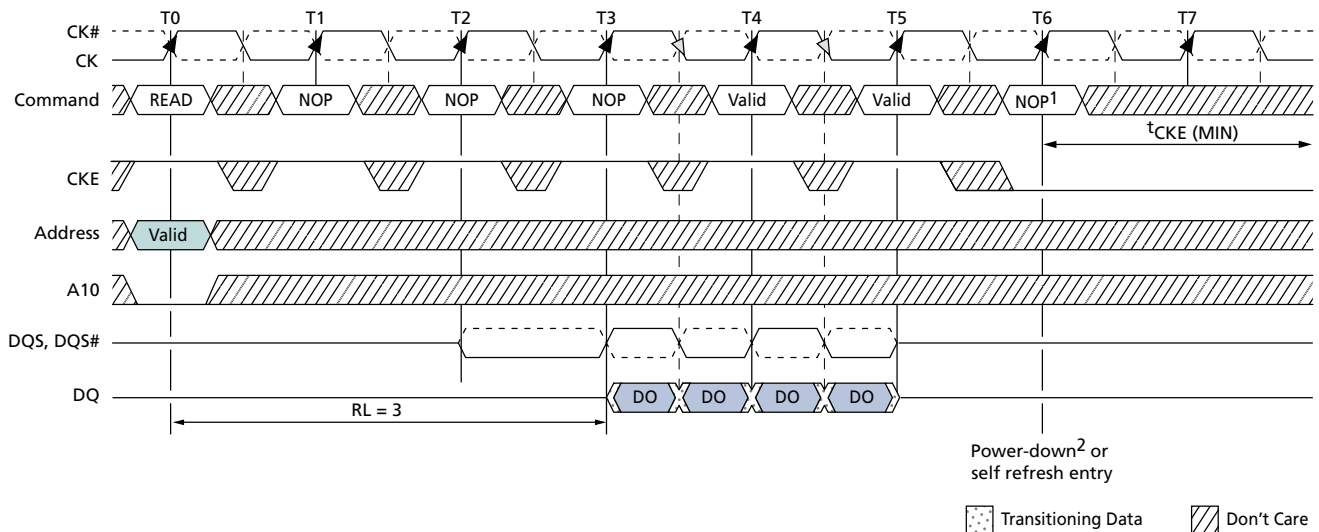 T0 T1 T2 T3 T4 T5 T6 T7
CK#
CK
Command READ NOP NOP NOP Valid Valid NOP1
tCKE (MIN)
CKE
Address Valid
A10
DQS, DQS#
DQ DO DO DO DO
RL = 3
Power-down2 or
self refresh entry
Transitioning Data Don't Care